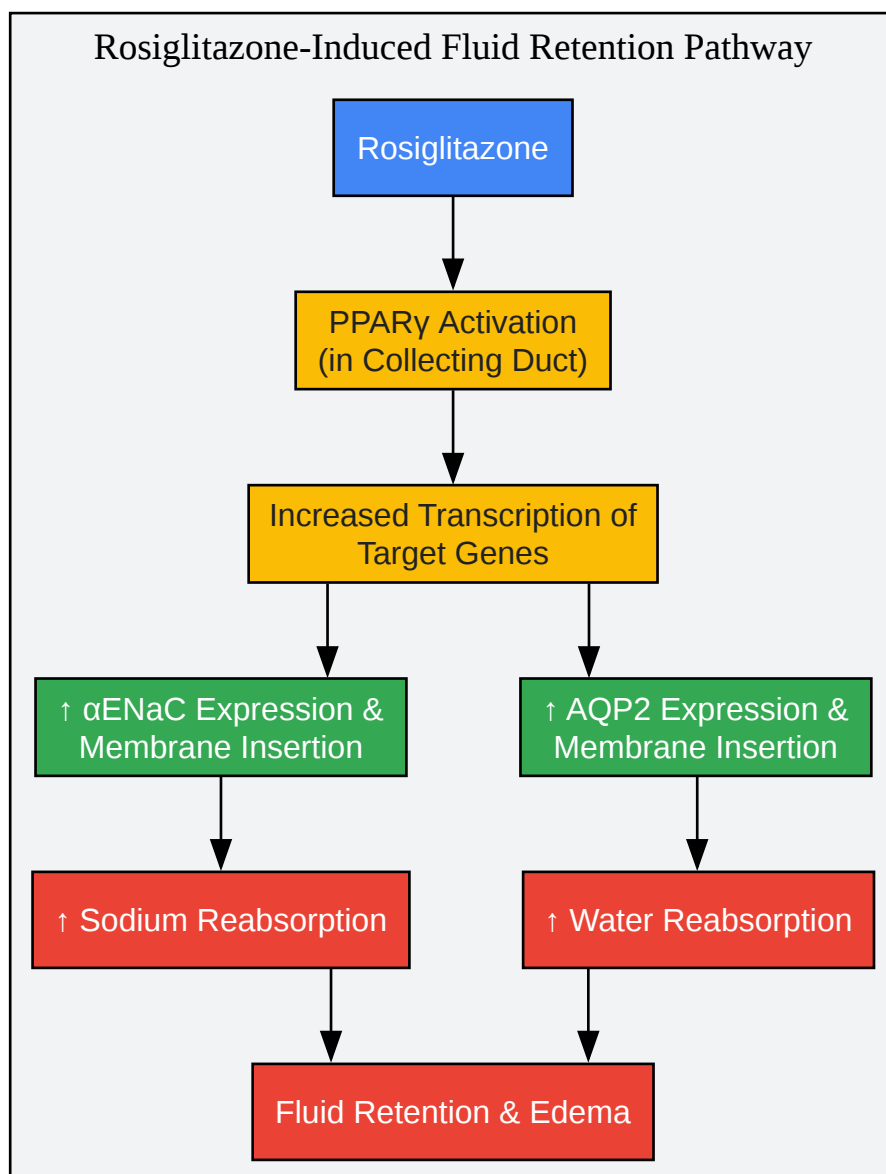 Rosiglitazone-Induced Fluid Retention Pathway
Rosiglitazone
PPARγ Activation
(in Collecting Duct)
Increased Transcription of
Target Genes
↑ αENaC Expression &
Membrane Insertion
↑ AQP2 Expression &
Membrane Insertion
↑ Sodium Reabsorption
↑ Water Reabsorption
Fluid Retention & Edema